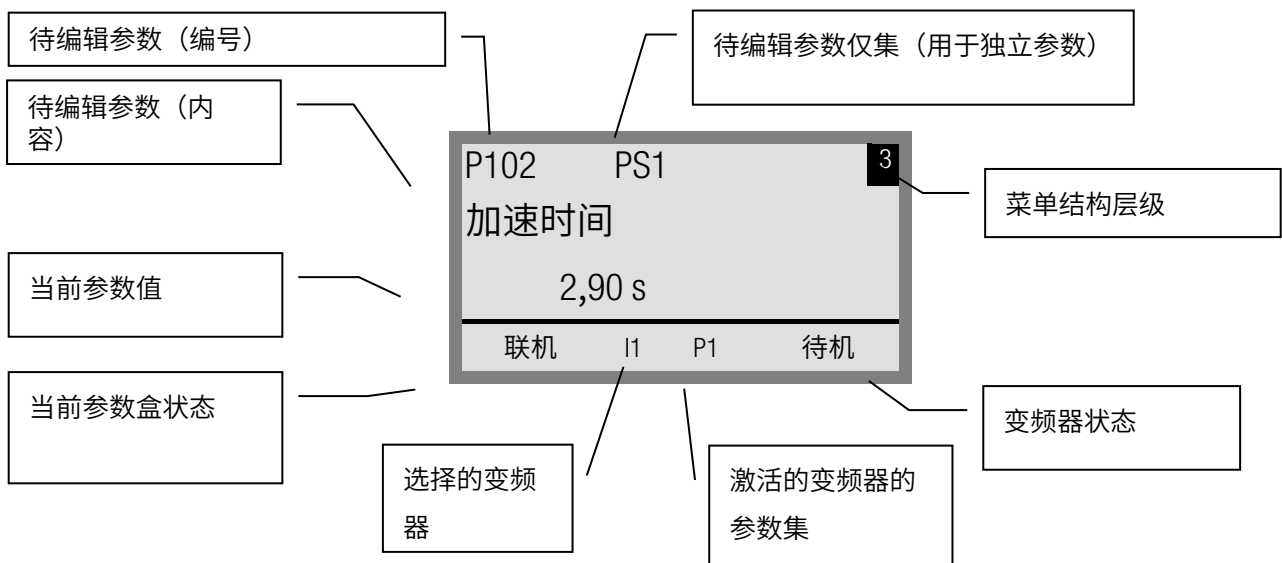 待编辑参数（编号）
待编辑参数仅集（用于独立参数）
待编辑参数（内
容）
P102 PS1 3
加速时间
菜单结构层级
2,90 s
当前参数值
联机 I1 P1 待机
当前参数盒状态
变频器状态
选择的变频
器
激活的变频器的
参数集